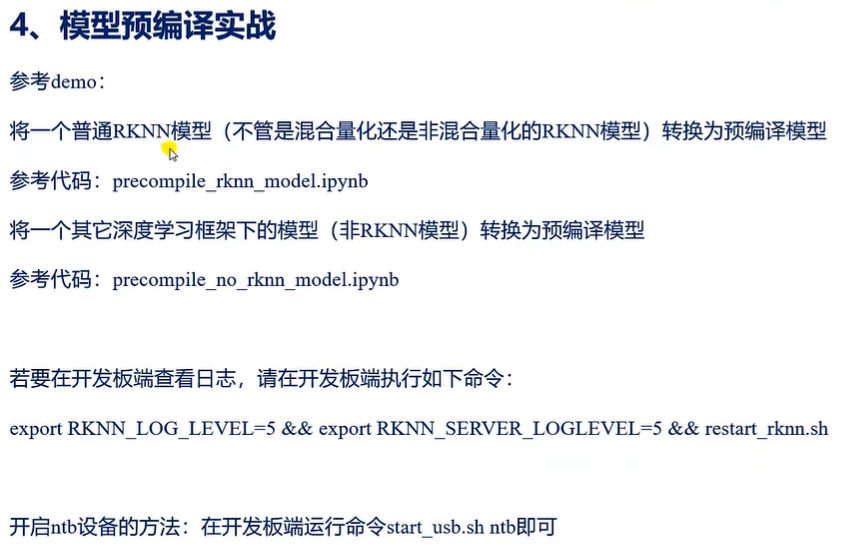 4、模型预编译实战
参考demo：
将一个普通RKNN模型（不管是混合量化还是非混合量化的RKNN模型）转换为预编译模型
参考代码：precompile_rknn_model.ipynb
将一个其它深度学习框架下的模型（非RKNN模型）转换为预编译模型
参考代码：precompile_no_rknn_model.ipynb
若要在开发板端查看日志，请在开发板端执行如下命令：
export RKNN_LOG_LEVEL=5 && export RKNN_SERVER_LOGLEVEL=5 && restart_rknn.sh
开启ntb设备的方法：在开发板端运行命令start_usb.sh ntb即可